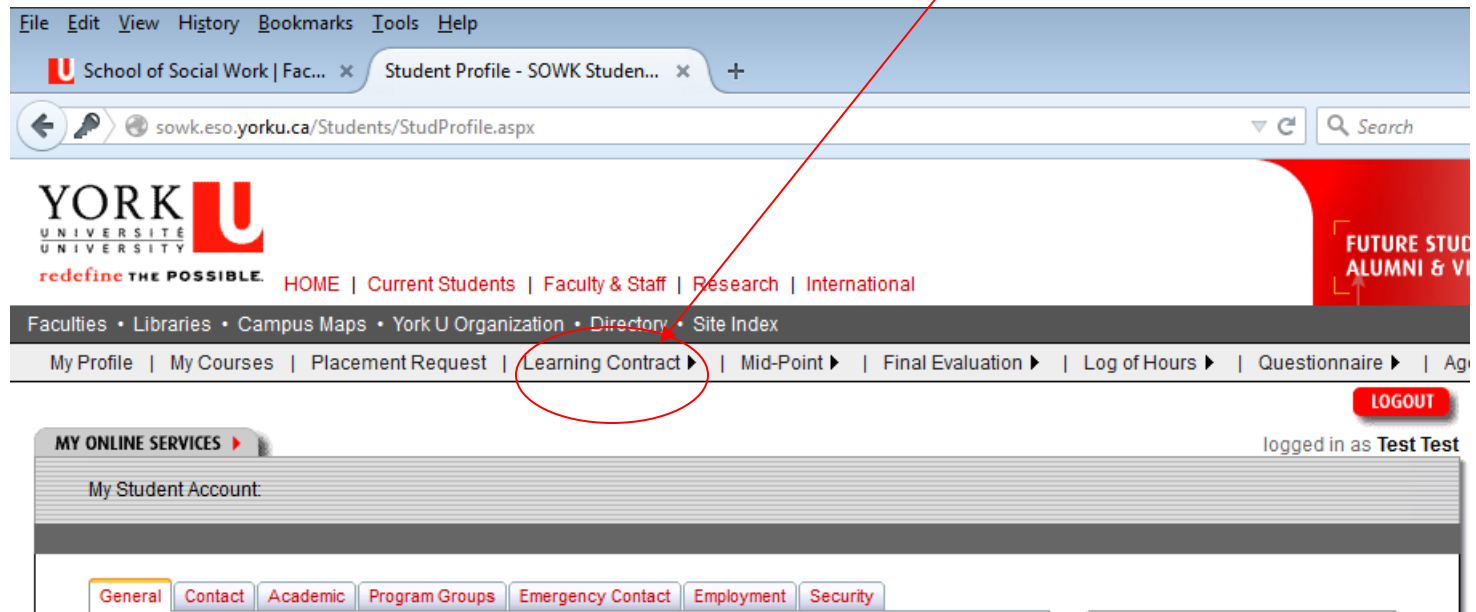 File Edit View History Bookmarks Tools Help
U School of Social Work | Fac... × Student Profile - SOWK Studen... × +
sowk.eso.yorku.ca/Students/StudProfile.aspx Search
YORK U
UNIVERSITÉ
UNIVERSITY
redefine THE POSSIBLE.
HOME | Current Students | Faculty & Staff | Research | International
FUTURE STUD
ALUMNI & VI
Faculties • Libraries • Campus Maps • York U Organization • Directory • Site Index
My Profile | My Courses | Placement Request | Learning Contract | Mid-Point | Final Evaluation | Log of Hours | Questionnaire | Age
LOGOUT
MY ONLINE SERVICES
logged in as Test Test
My Student Account:
General Contact Academic Program Groups Emergency Contact Employment Security